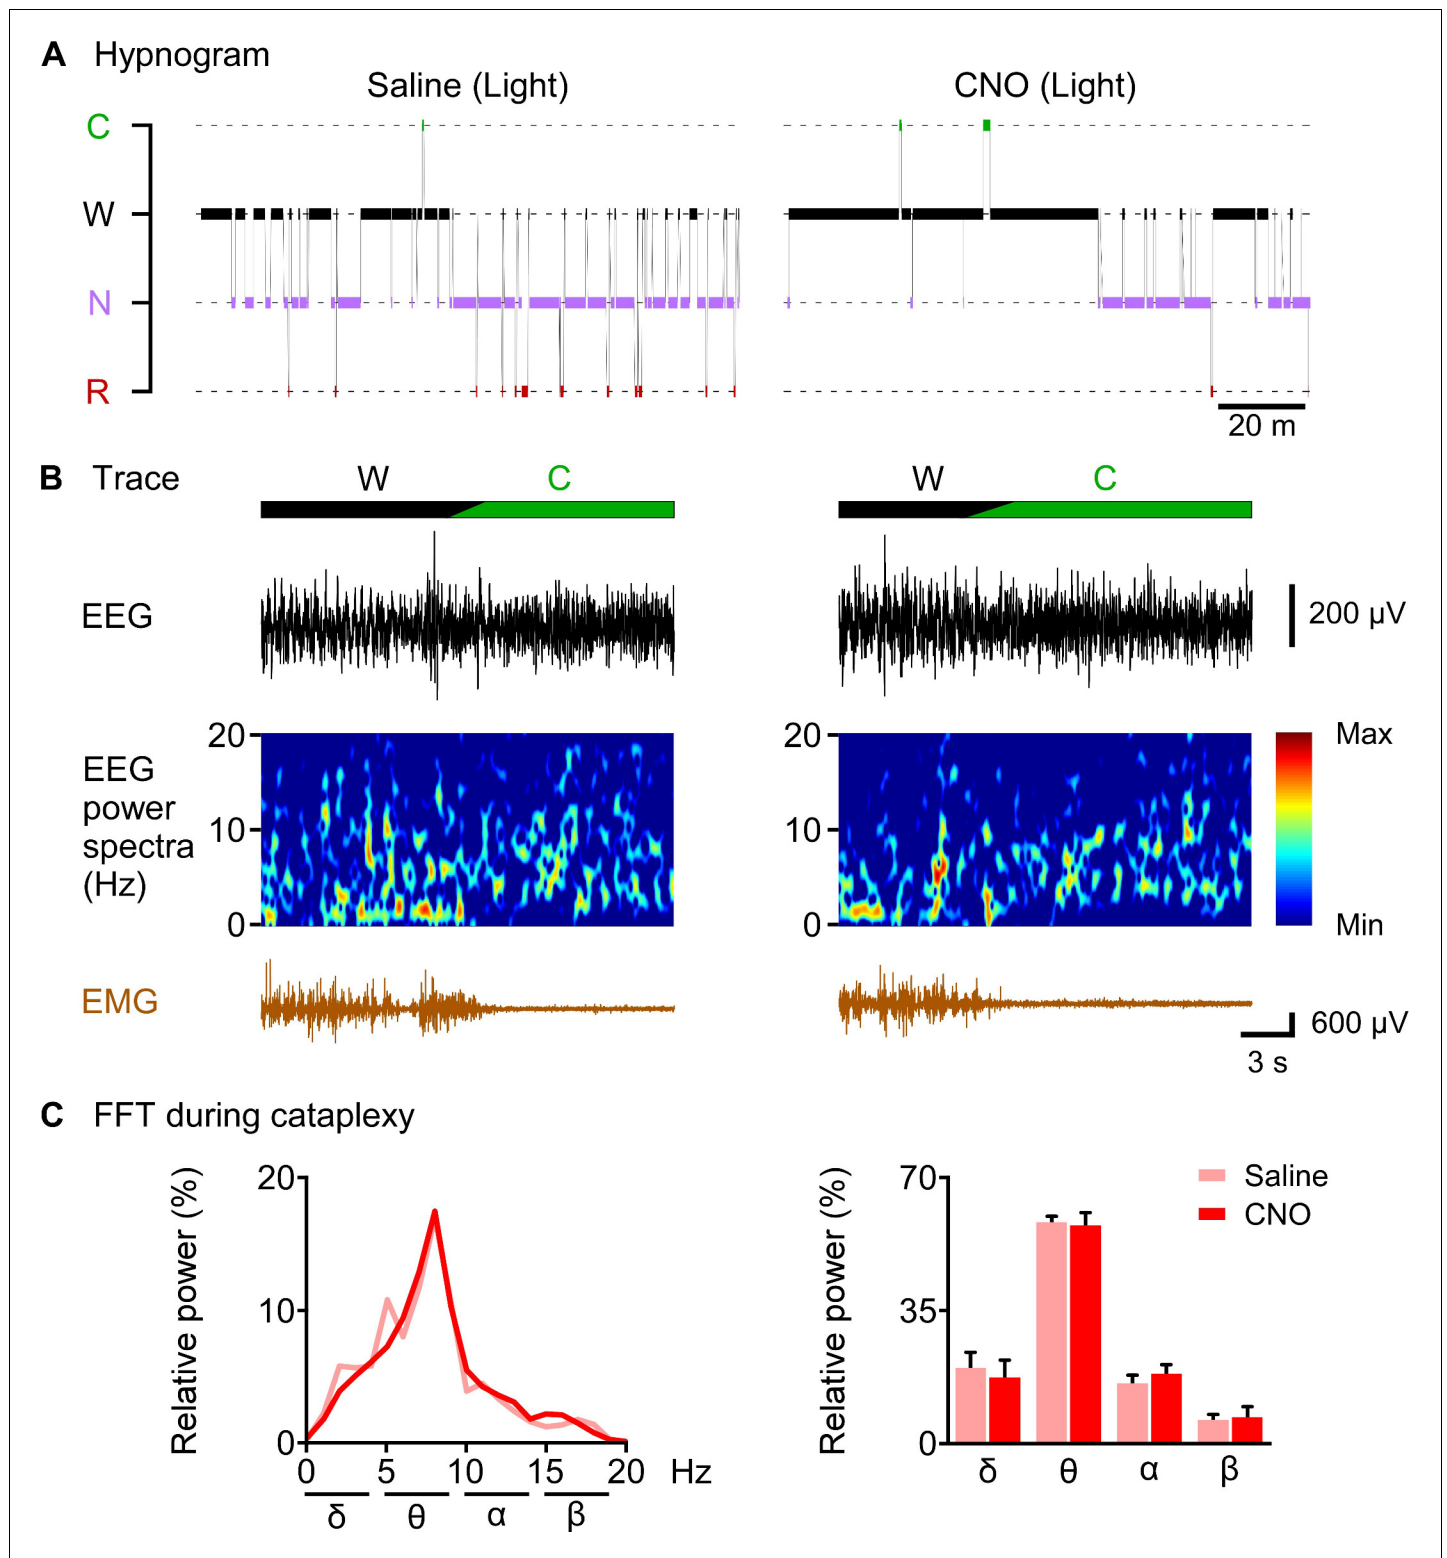 A Hypnogram
Saline (Light)
CNO (Light)
C
W
N
R
20 m
B Trace
W
C
W
C
EEG
200 µV
EEG
power
spectra
(Hz)
20
10
0
20
10
0
Max
Min
EMG
600 µV
3 s
C FFT during cataplexy
Relative power (%)
20
10
0
0 5 10 15 20 Hz
δ θ α β
Relative power (%)
70
35
0
δ θ α β
Saline
CNO